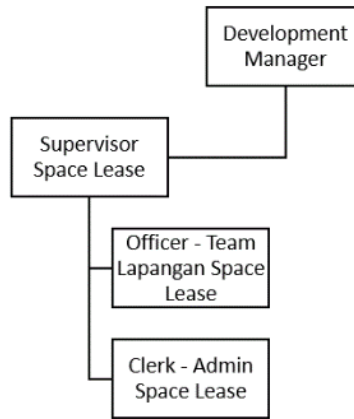 Development
Manager
Supervisor
Space Lease
Officer - Team
Lapangan Space
Lease
Clerk - Admin
Space Lease